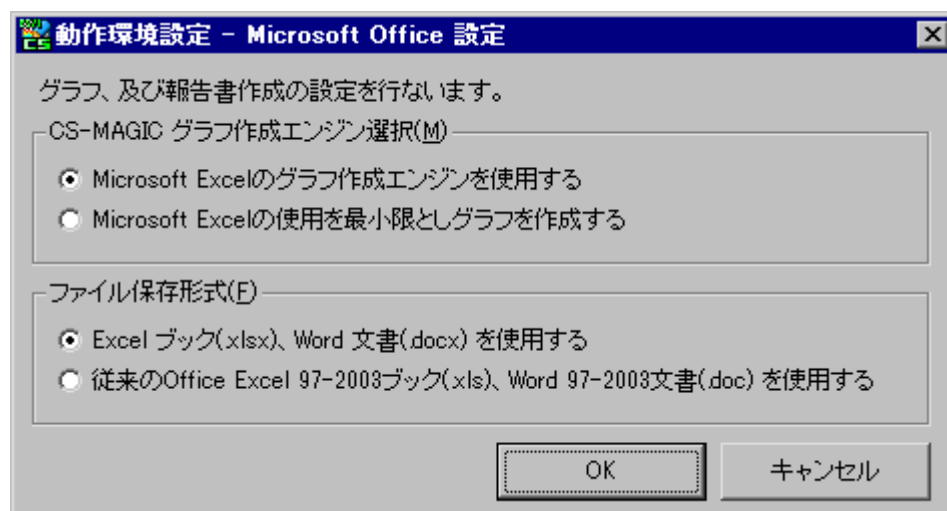 動作環境設定 - Microsoft Office 設定
グラフ、及び報告書作成の設定を行ないます。
CS-MAGIC グラフ作成エンジン選択(M)
Microsoft Excelのグラフ作成エンジンを使用する
Microsoft Excelの使用を最小限としグラフを作成する
ファイル保存形式(F)
Excel ブック(.xlsx)、Word 文書(.docx) を使用する
従来のOffice Excel 97-2003ブック(.xls)、Word 97-2003文書(.doc) を使用する
OK
キャンセル